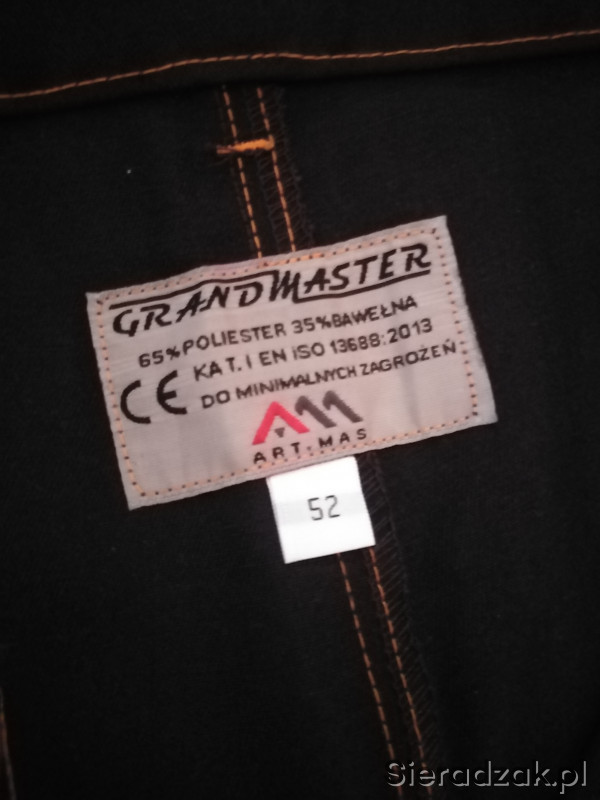 GRANDMASTER
65% POLIESTER 35% BAWEŁNA
KAT. I EN ISO 13688:2013
CE DO MINIMALNYCH ZAGROŻEŃ
AM
ART-MAS
52
Sieradzak.pl